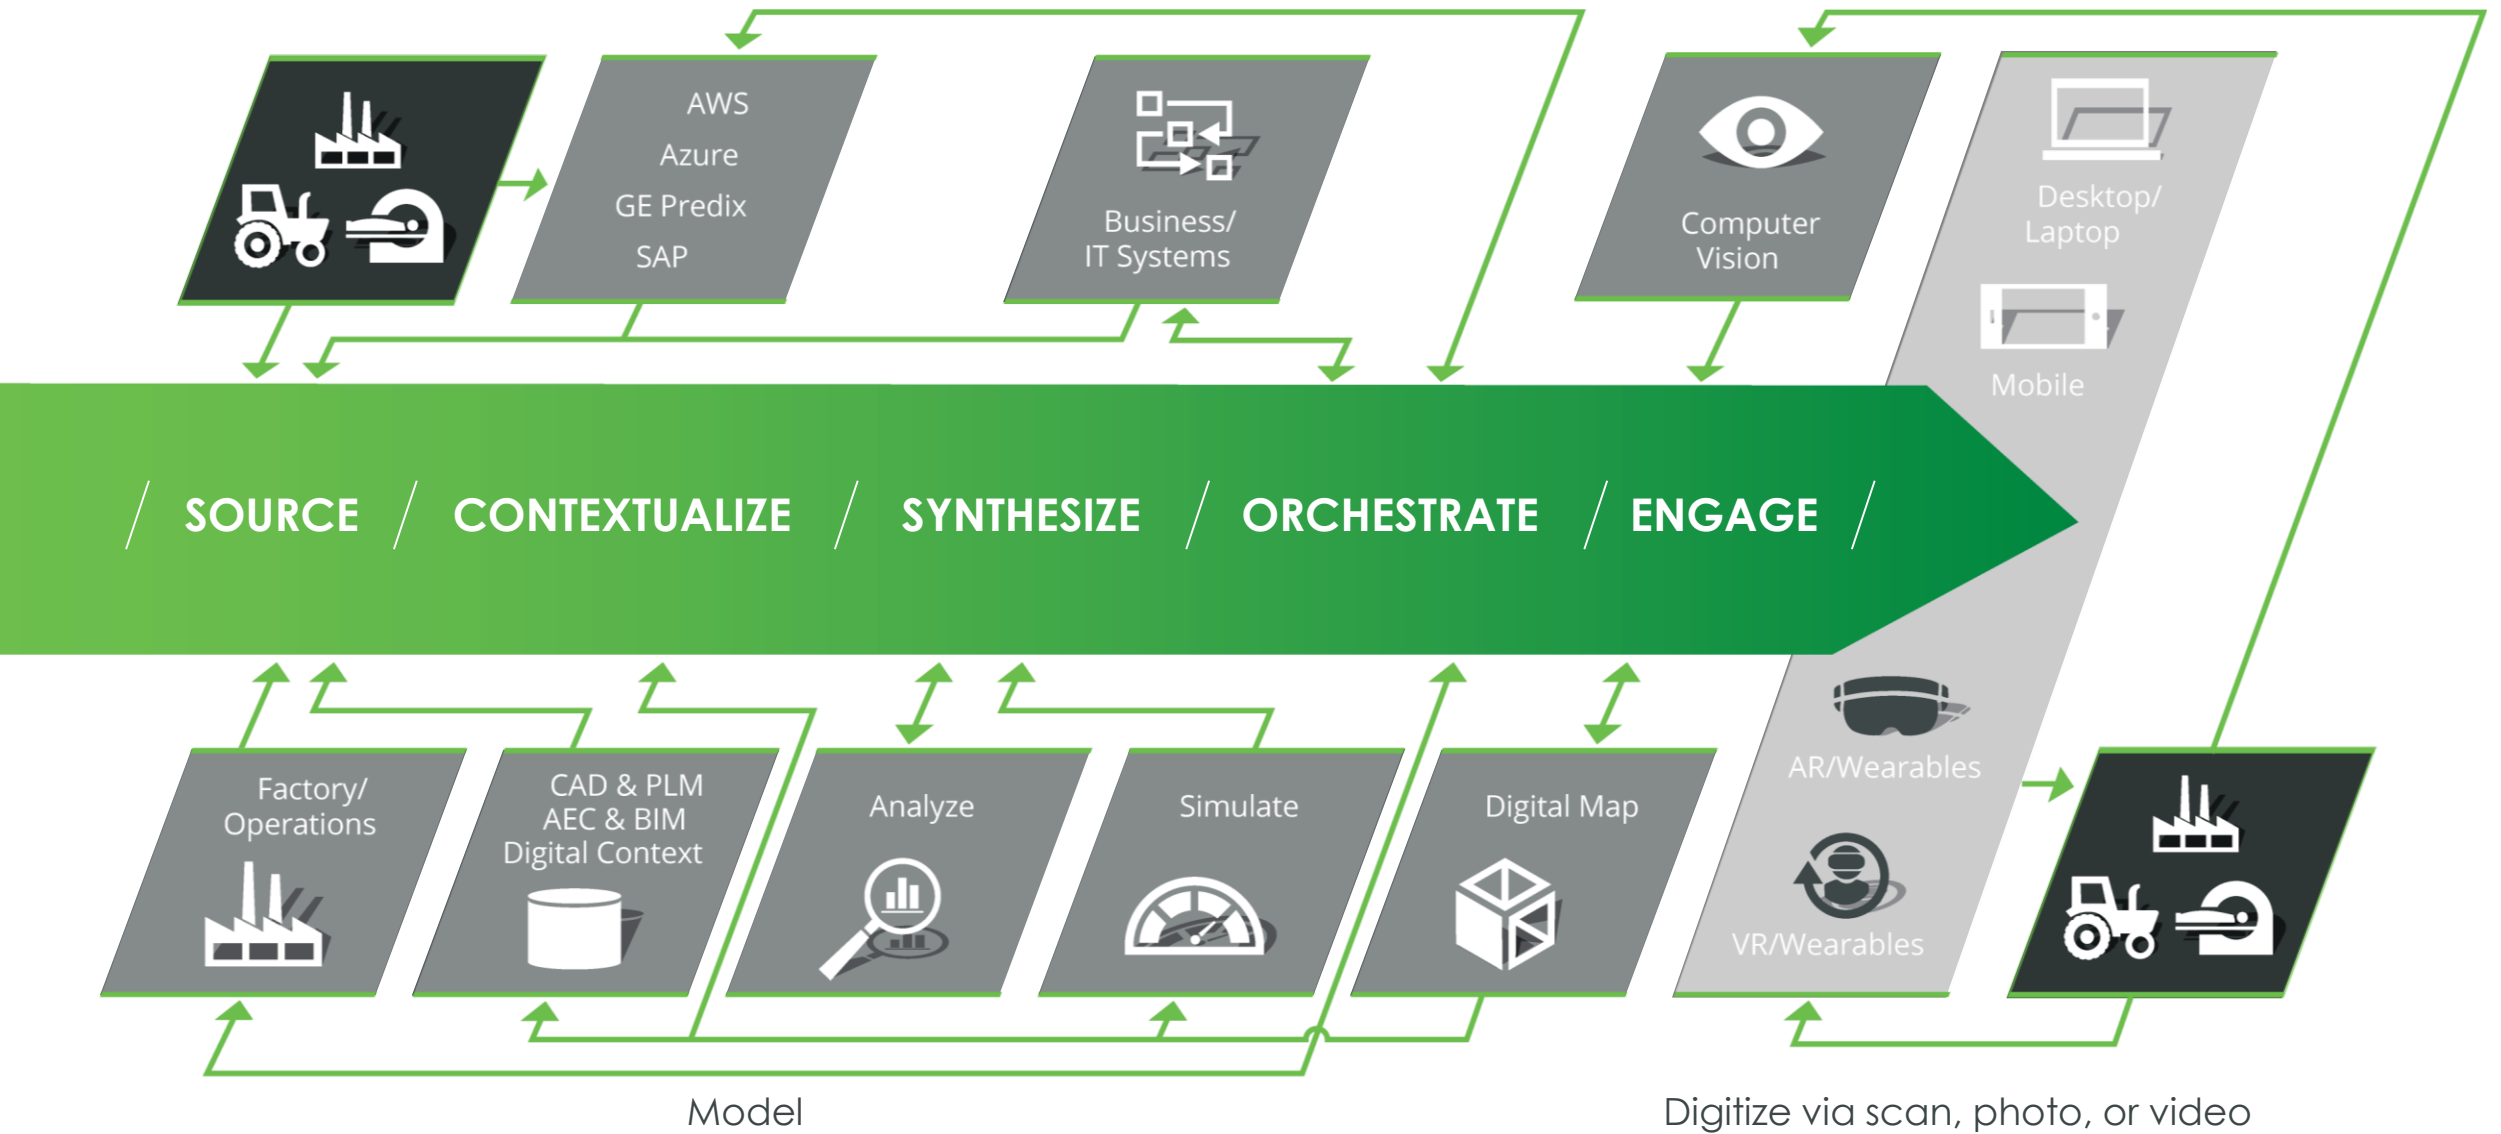 AWS
Azure
GE Predix
SAP
Business/
IT Systems
Computer
Vision
Desktop/
Laptop
Mobile
SOURCE
CONTEXTUALIZE
SYNTHESIZE
ORCHESTRATE
ENGAGE
Factory/
Operations
CAD & PLM
AEC & BIM
Digital Context
Analyze
Simulate
Digital Map
AR/Wearables
VR/Wearables
Model
Digitize via scan, photo, or video